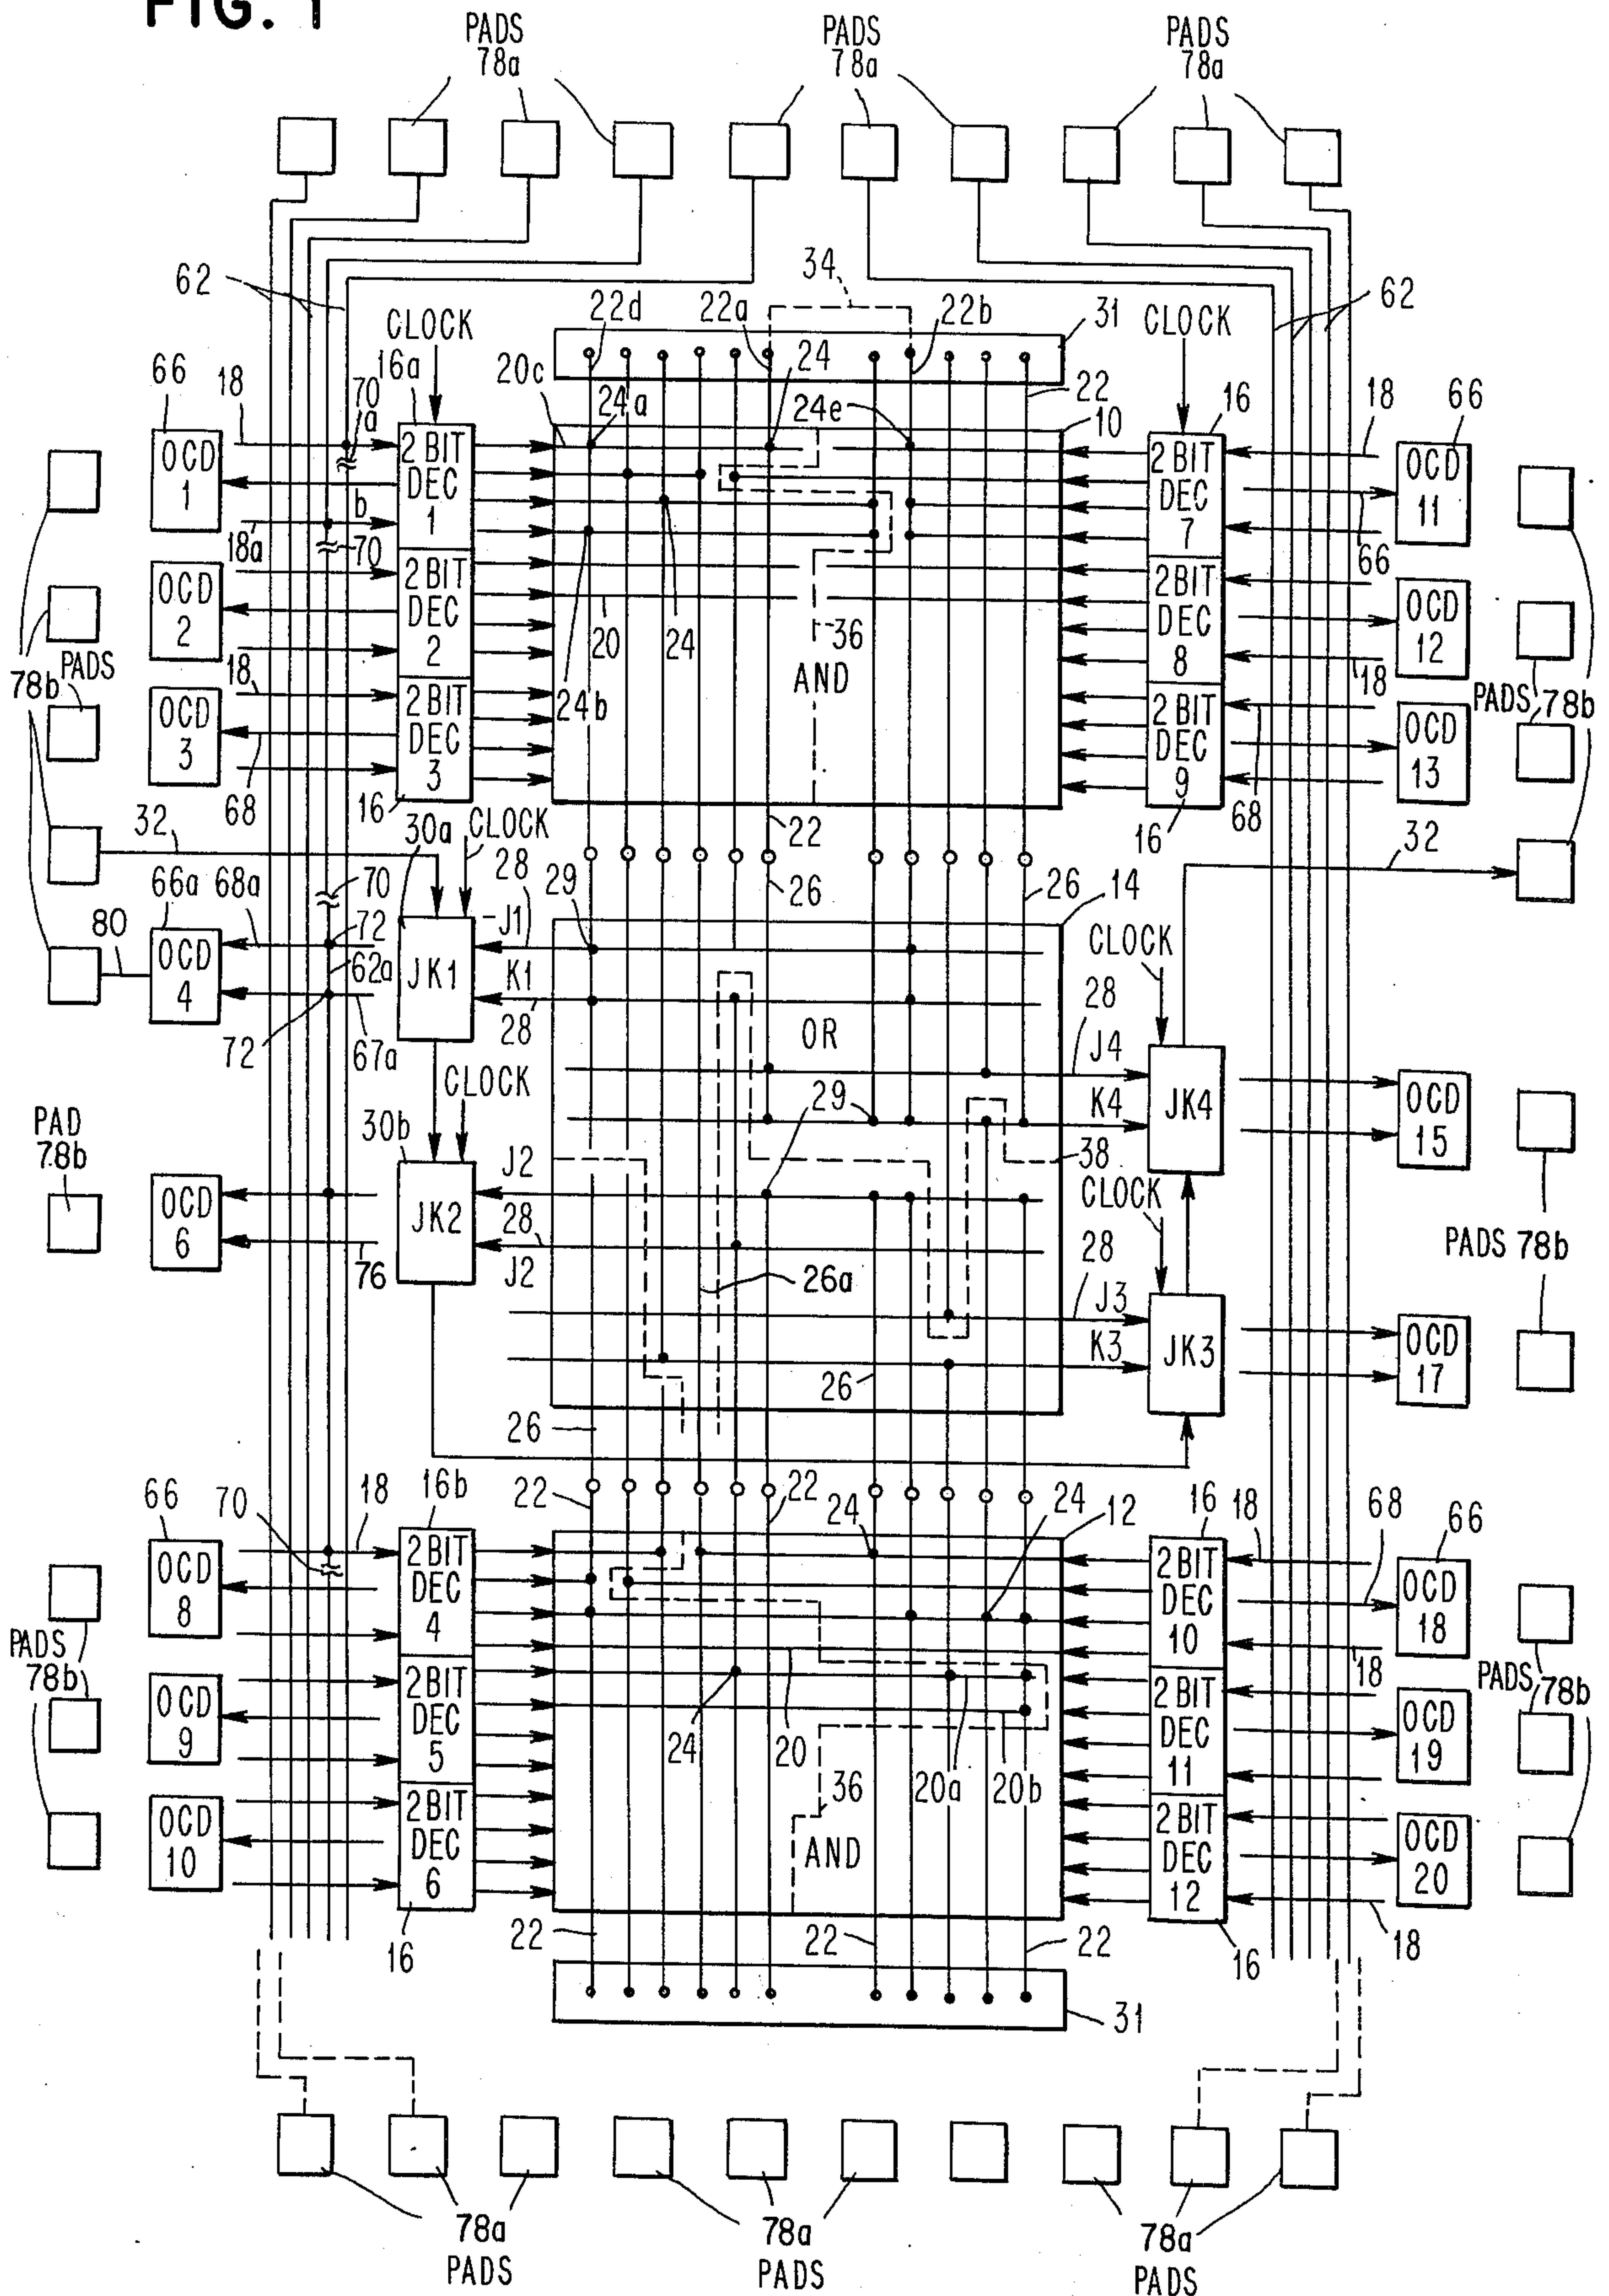 FIG. 1
PADS 78a
PADS 78a
PADS 78a
34
62
22d
22a
22b
31
62
CLOCK
CLOCK
66
18
70
a
16a
20c
24a
24
24e
22
10
16
18
66
OCD 1
2 BIT DEC 1
2 BIT DEC 7
OCD 11
b
18a
70
66
OCD 2
2 BIT DEC 2
20
24
36
2 BIT DEC 8
OCD 12
78b
PADS
18
18
AND
24b
PADS 78b
OCD 3
2 BIT DEC 3
2 BIT DEC 9
68
OCD 13
68
16
30a
CLOCK
22
16
68
32
32
66a
68a
70
28
29
26
26
14
80
OCD 4
72
62a
JK1
J1
K1
28
CLOCK
OR
28
72
67a
CLOCK
J4
K4
JK4
OCD 15
PAD 78b
30b
29
38
CLOCK
J2
OCD 6
JK2
28
J2
76
26a
28
J3
K3
JK3
OCD 17
PADS 78b
26
26
66
70
18
16b
22
22
24
24
12
16
18
68
66
OCD 8
2 BIT DEC 4
2 BIT DEC 10
OCD 18
PADS 78b
18
PADS 78b
OCD 9
2 BIT DEC 5
24
20
20a
20b
2 BIT DEC 11
OCD 19
36
OCD 10
2 BIT DEC 6
AND
2 BIT DEC 12
OCD 20
16
22
22
22
16
18
31
78a PADS
78a PADS
78a PADS